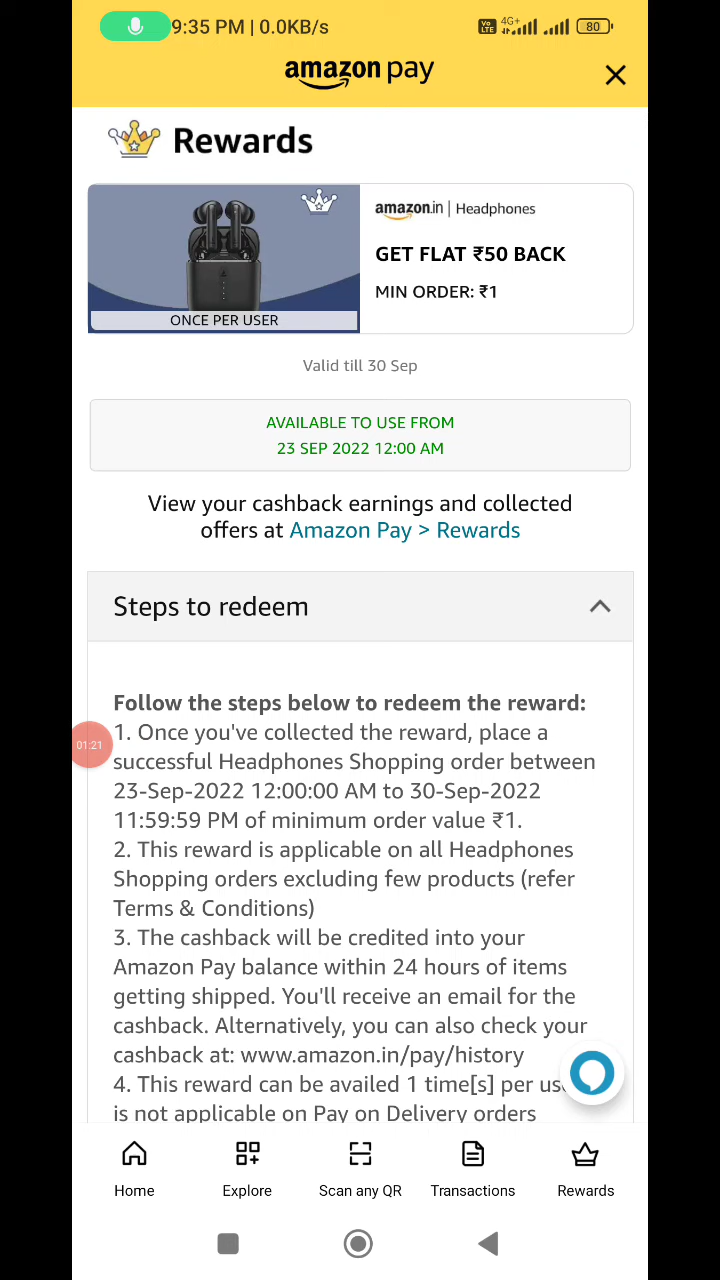 9:35 PM | 0.0KB/s Vo LTE 4G+ 80
amazon pay
Rewards
amazon.in | Headphones
GET FLAT ₹50 BACK
MIN ORDER: ₹1
ONCE PER USER
Valid till 30 Sep
AVAILABLE TO USE FROM
23 SEP 2022 12:00 AM
View your cashback earnings and collected
offers at Amazon Pay > Rewards
Steps to redeem
Follow the steps below to redeem the reward:
01:21
1. Once you've collected the reward, place a
successful Headphones Shopping order between
23-Sep-2022 12:00:00 AM to 30-Sep-2022
11:59:59 PM of minimum order value ₹1.
2. This reward is applicable on all Headphones
Shopping orders excluding few products (refer
Terms & Conditions)
3. The cashback will be credited into your
Amazon Pay balance within 24 hours of items
getting shipped. You'll receive an email for the
cashback. Alternatively, you can also check your
cashback at: www.amazon.in/pay/history
4. This reward can be availed 1 time[s] per
is not applicable on Pay on Delivery orders
Home Explore Scan any QR Transactions Rewards